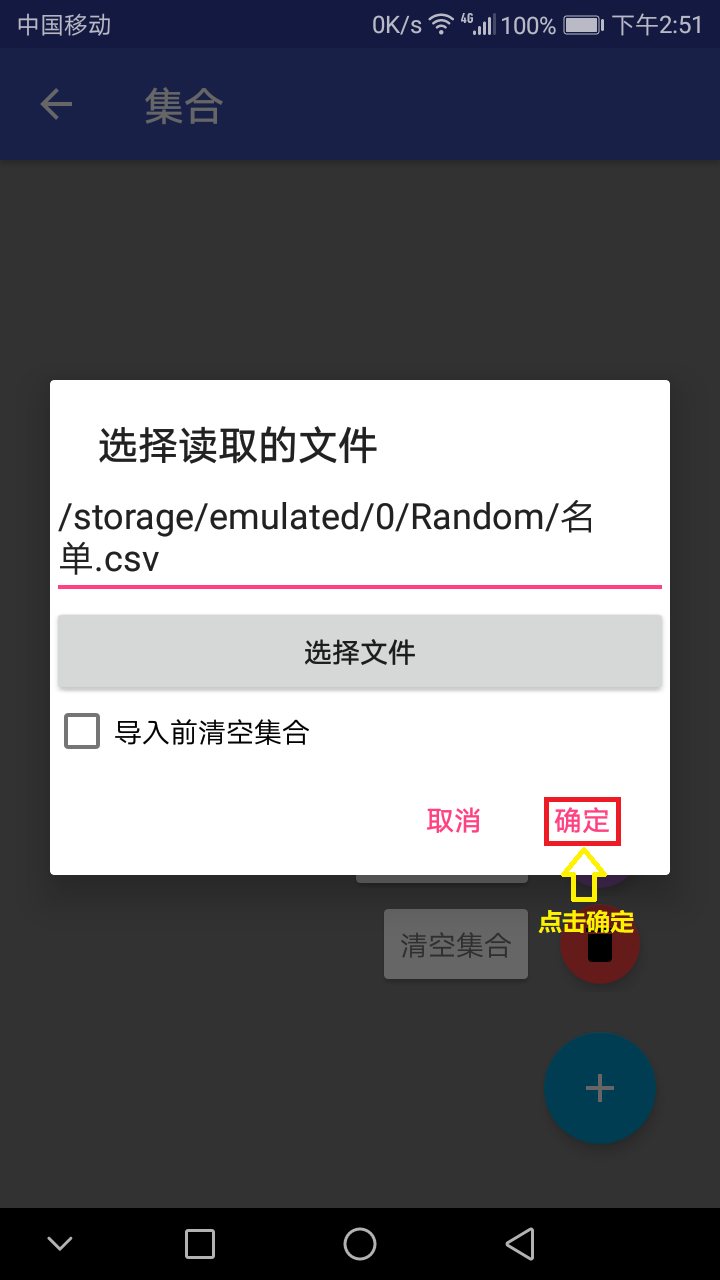 中国移动 0K/s 4G 100% 下午2:51
集合
选择读取的文件
/storage/emulated/0/Random/名
单.csv
选择文件
导入前清空集合
取消 确定
点击确定
清空集合